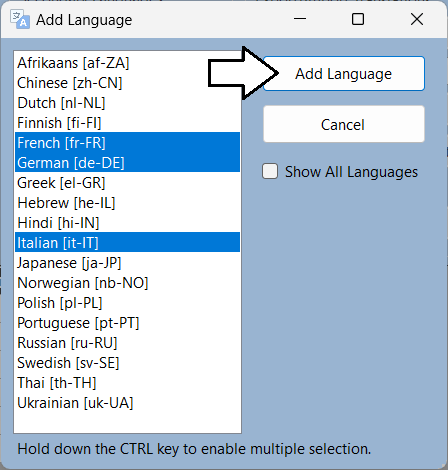 Add Language
Afrikaans [af-ZA]
Chinese [zh-CN]
Dutch [nl-NL]
Finnish [fi-FI]
French [fr-FR]
German [de-DE]
Greek [el-GR]
Hebrew [he-IL]
Hindi [hi-IN]
Italian [it-IT]
Japanese [ja-JP]
Norwegian [nb-NO]
Polish [pl-PL]
Portuguese [pt-PT]
Russian [ru-RU]
Swedish [sv-SE]
Thai [th-TH]
Ukrainian [uk-UA]
Add Language
Cancel
Show All Languages
Hold down the CTRL key to enable multiple selection.